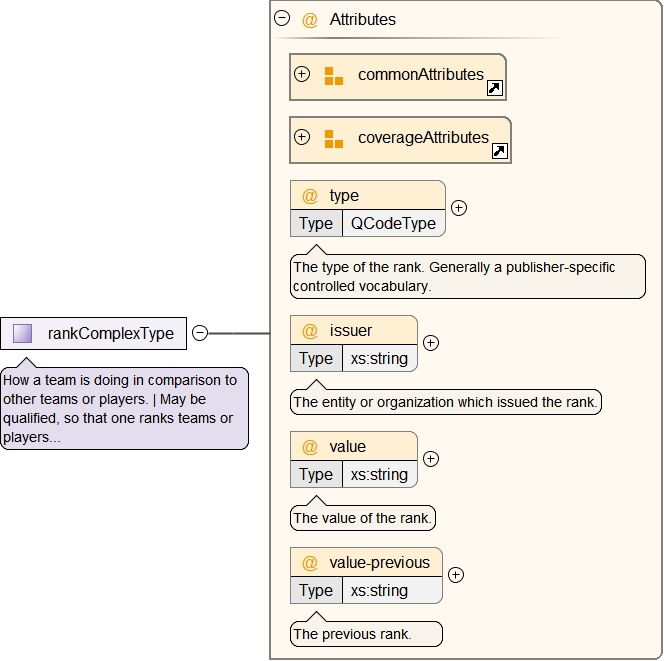 @ Attributes
commonAttributes
coverageAttributes
@ type
Type QCodeType
The type of the rank. Generally a publisher-specific
controlled vocabulary.
rankComplexType
How a team is doing in comparison to
other teams or players. | May be
qualified, so that one ranks teams or
players...
@ issuer
Type xs:string
The entity or organization which issued the rank.
@ value
Type xs:string
The value of the rank.
@ value-previous
Type xs:string
The previous rank.